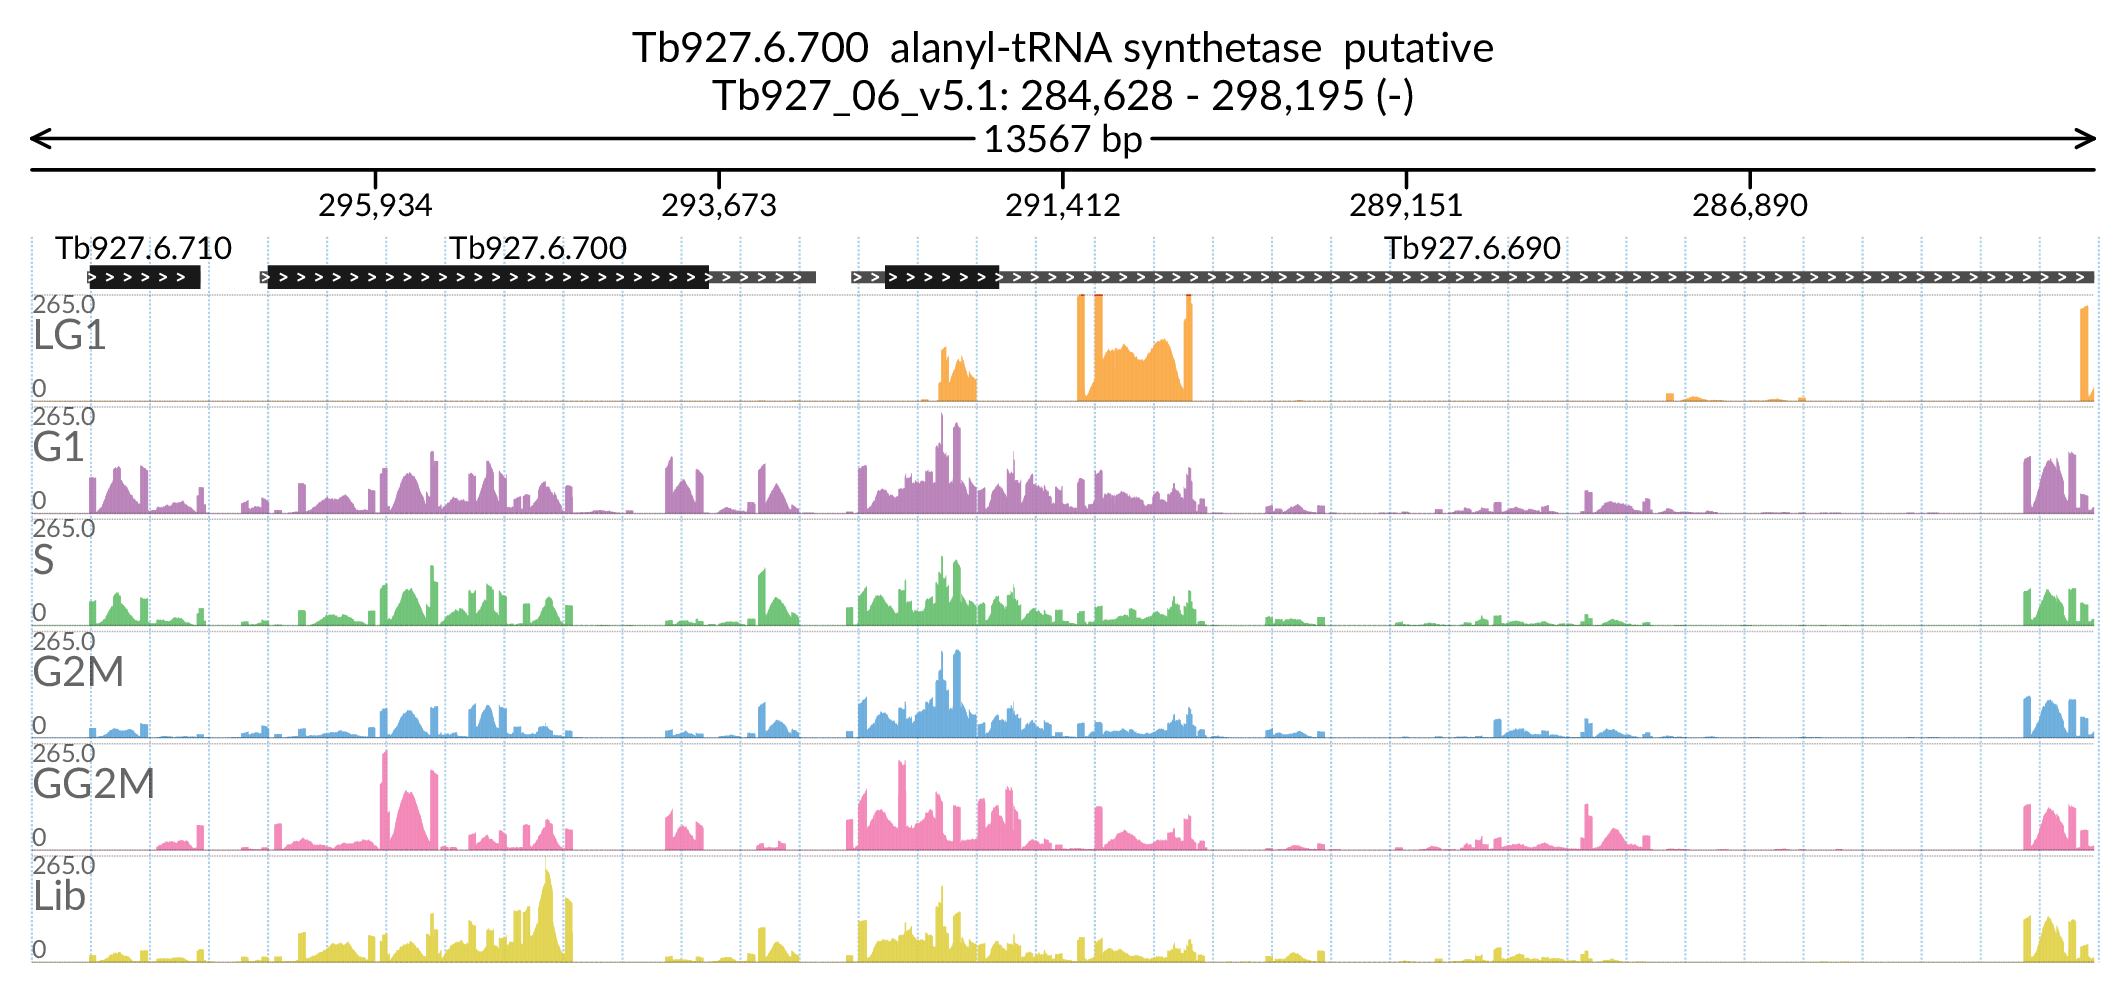 Tb927.6.700  alanyl-tRNA synthetase  putative
Tb927_06_v5.1: 284,628 - 298,195 (-)
13567 bp
295,934 293,673 291,412 289,151 286,890
Tb927.6.710 Tb927.6.700 Tb927.6.690
265.0
LG1
0
265.0
G1
0
265.0
S
0
265.0
G2M
0
265.0
GG2M
0
265.0
Lib
0